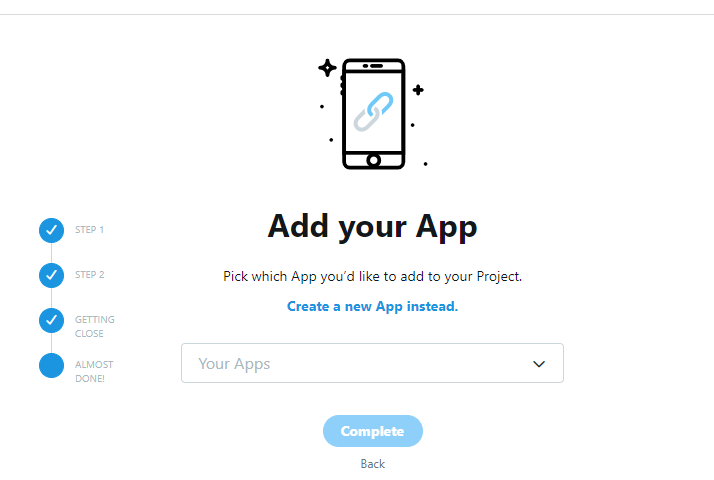 Add your App
STEP 1
STEP 2
GETTING
CLOSE
ALMOST
DONE!
Pick which App you’d like to add to your Project.
Create a new App instead.
Your Apps
Complete
Back